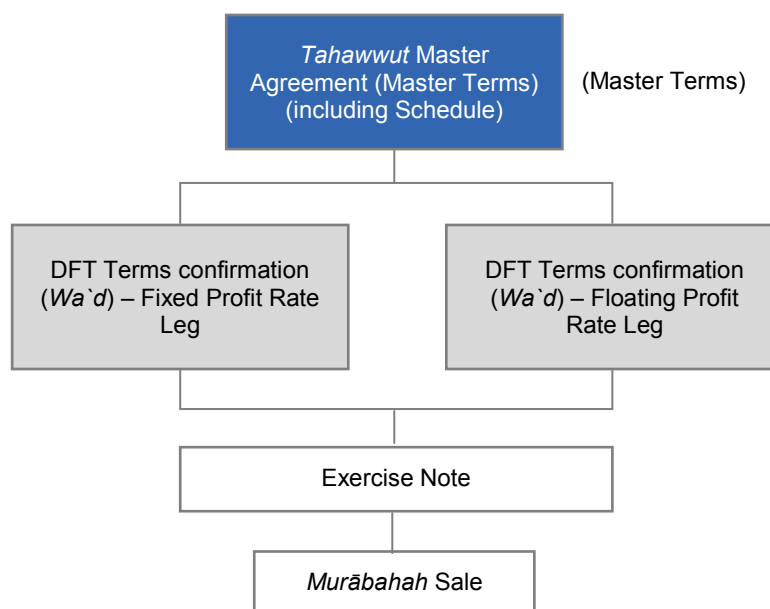 Tahawwut Master
Agreement (Master Terms)
(including Schedule)
(Master Terms)
DFT Terms confirmation
(Wa`d) – Fixed Profit Rate
Leg
DFT Terms confirmation
(Wa`d) – Floating Profit
Rate Leg
Exercise Note
Murābahah Sale